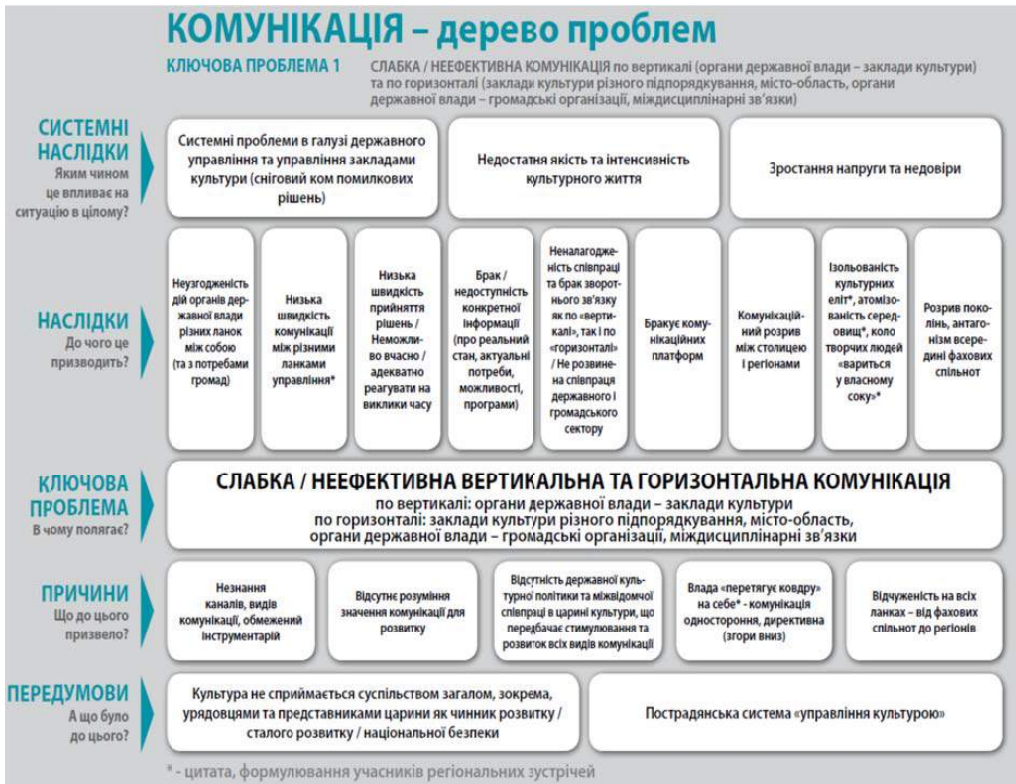 КОМУНІКАЦІЯ – дерево проблем
КЛЮЧОВА ПРОБЛЕМА 1
СЛАБКА / НЕЕФЕКТИВНА КОМУНІКАЦІЯ по вертикалі (органи державної влади – заклади культури)
та по горизонталі (заклади культури різного підпорядкування, місто-область, органи
державної влади – громадські організації, міждисциплінарні зв’язки)
СИСТЕМНІ
НАСЛІДКИ
Яким чином
це впливає на
ситуацію в цілому?
Системні проблеми в галузі державного
управління та управління закладами
культури (сніговий ком помилкових
рішень)
Недостатня якість та інтенсивність
культурного життя
Зростання напруги та недовіри
НАСЛІДКИ
До чого це
призводить?
Неузгодженість
дій органів дер-
жавної влади
різних ланок
між собою
(та з потребами
громад)
Низька
швидкість
комунікації
між різними
ланками
управління*
Низька
швидкість
прийняття
рішень /
Неможли-
во вчасно /
адекватно
реагувати на
виклики часу
Брак /
недоступність
конкретної
інформації
(про реальний
стан, актуальні
потреби,
можливості,
програми)
Неналагодже-
ність співпраці
та брак зворот-
нього зв’язку
як по «верти-
калі», так і по
«горизонталі»
/ Не розвине-
на співпраця
державного і
громадського
сектору
Бракує кому-
нікаційних
платформ
Комунікацій-
ний розрив
між столицею
і регіонами
Ізольованість
культурних
еліт*, атомізо-
ваність серед-
овищ*, коло
творчих людей
«вариться
у власному
соку»*
Розрив поко-
лінь, антаго-
нізм всере-
дині фахових
спільнот
КЛЮЧОВА
ПРОБЛЕМА
В чому полягає?
СЛАБКА / НЕЕФЕКТИВНА ВЕРТИКАЛЬНА ТА ГОРИЗОНТАЛЬНА КОМУНІКАЦІЯ
по вертикалі: органи державної влади – заклади культури
по горизонталі: заклади культури різного підпорядкування, місто-область,
органи державної влади – громадські організації, міждисциплінарні зв’язки
ПРИЧИНИ
Що до цього
призвело?
Незнання
каналів, видів
комунікації, обмежений
інструментарій
Відсутнє розуміння
значення комунікації для
розвитку
Відсутність державної куль-
турної політики та міжвідомчої
співпраці в царині культури, що
передбачає стимулювання та
розвиток всіх видів комунікації
Влада «перетягує ковдру»
на себе* - комунікація
одностороння, директивна
(згори вниз)
Відчуженість на всіх
ланках – від фахових
спільнот до регіонів
ПЕРЕДУМОВИ
А що було
до цього?
Культура не сприймається суспільством загалом, зокрема,
урядовцями та представниками царини як чинник розвитку /
сталого розвитку / національної безпеки
Пострадянська система «управління культурою»
* - цитата, формулювання учасників регіональних зустрічей